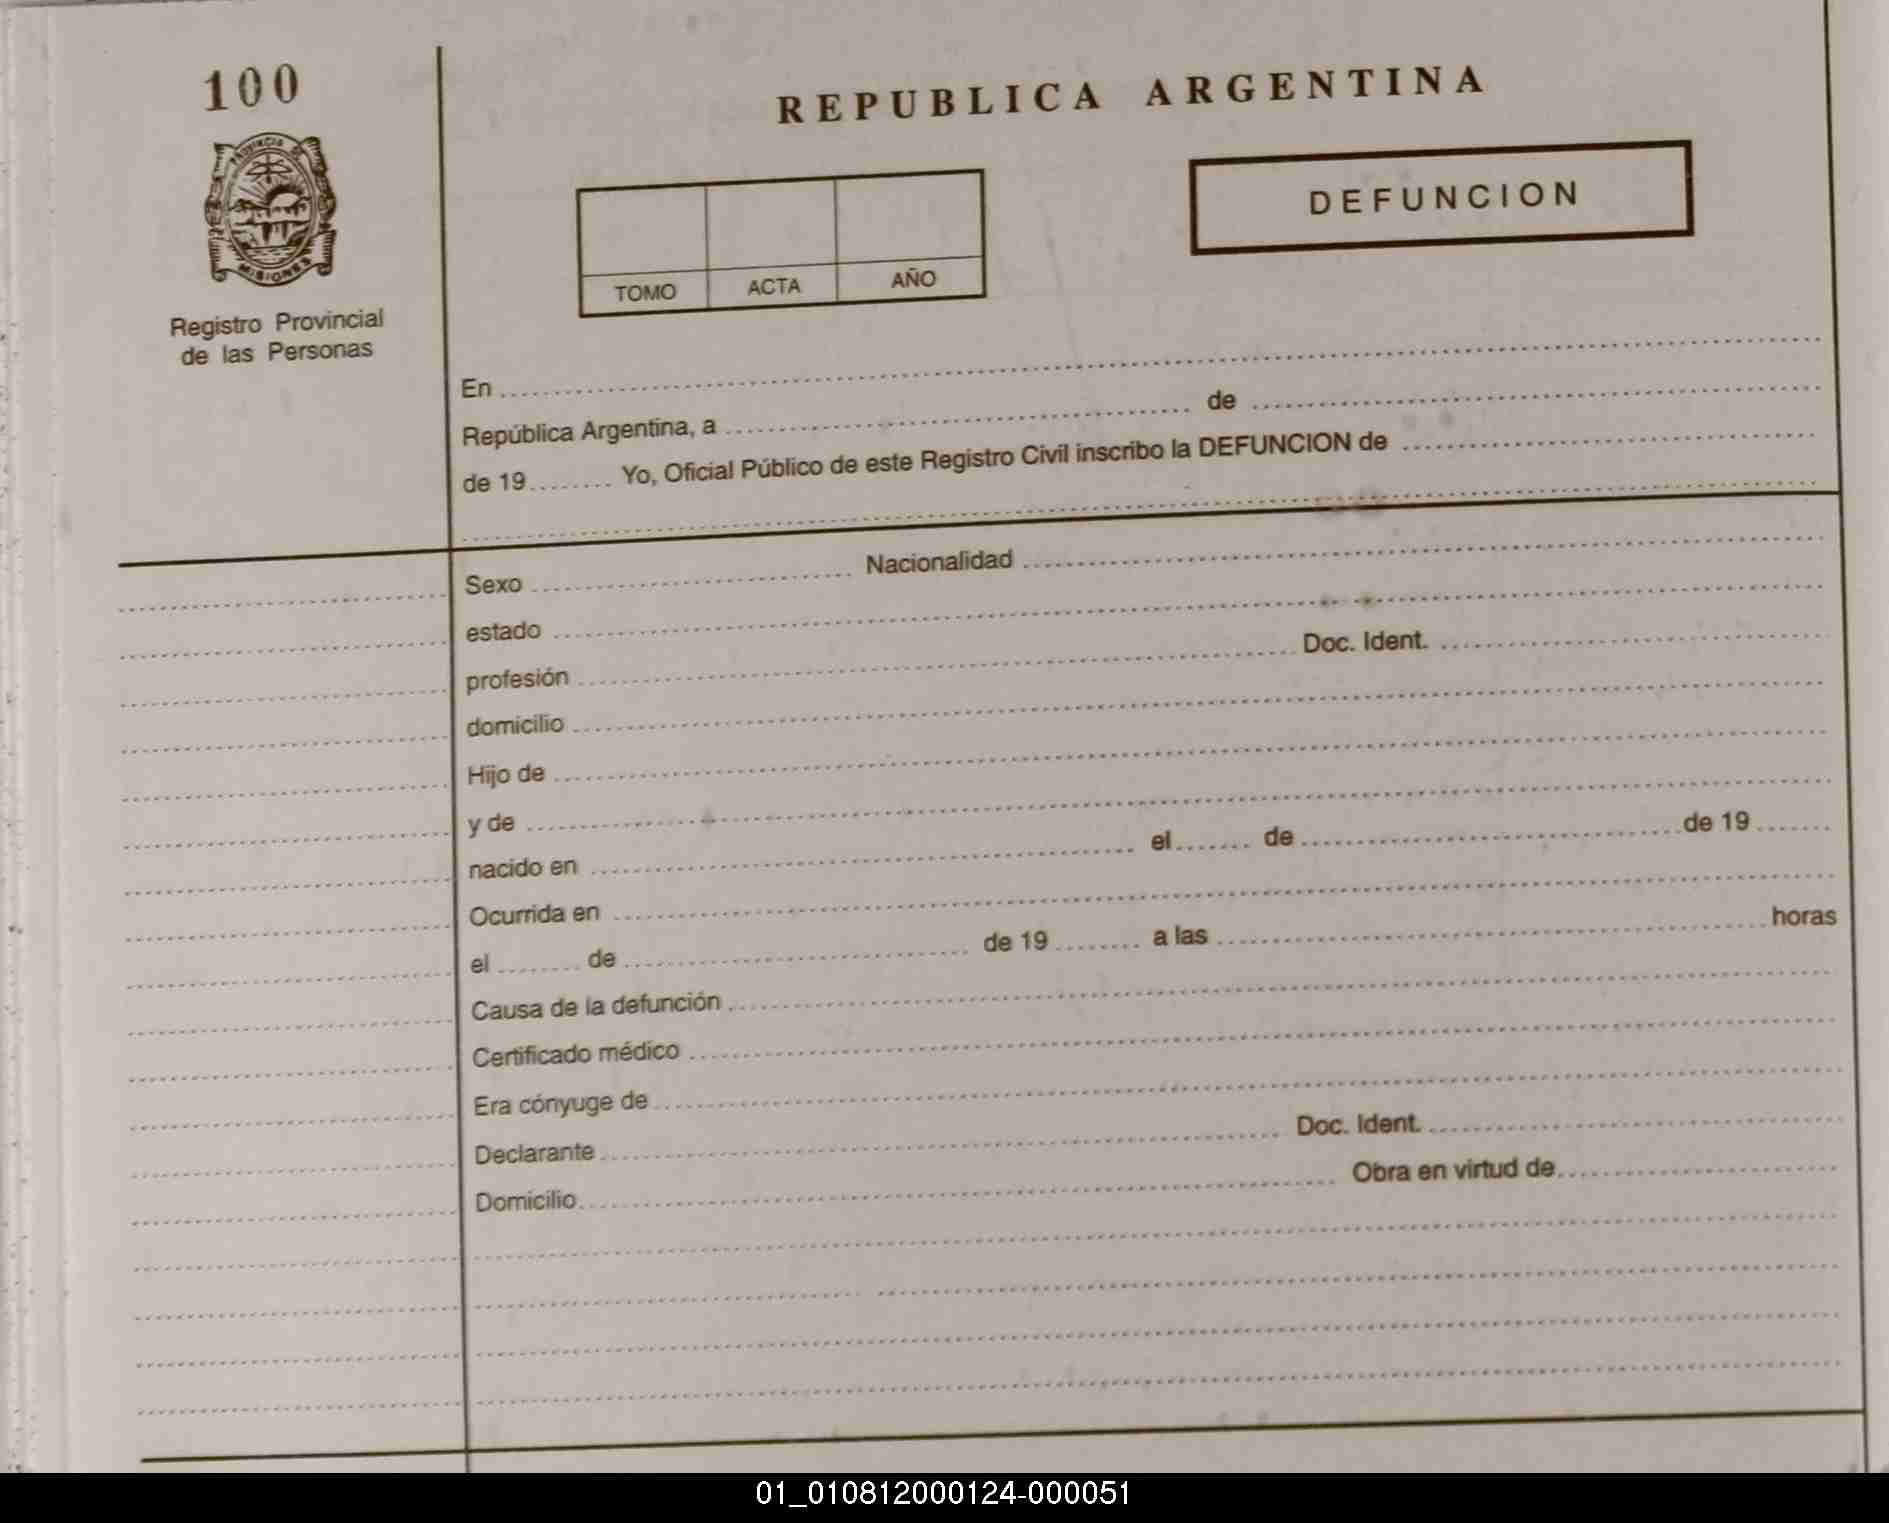 100
PROVINCIA DE
MISIONES
Registro Provincial
de las Personas
REPUBLICA ARGENTINA
DEFUNCION
TOMO ACTA AÑO
En
República Argentina, a de
de 19 Yo, Oficial Público de este Registro Civil inscribo la DEFUNCION de
Sexo Nacionalidad
estado
profesión Doc. Ident.
domicilio
Hijo de
y de
nacido en el de de 19
Ocurrida en
el de de 19 a las horas
Causa de la defunción
Certificado médico
Era cónyuge de
Declarante Doc. Ident.
Domicilio Obra en virtud de
01_010812000124-000051